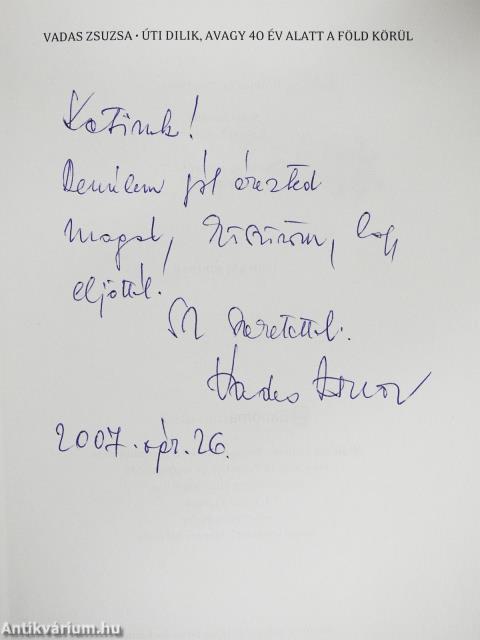 VADAS ZSUZSA • ÚTI DILIK, AVAGY 40 ÉV ALATT A FÖLD KÖRÜL
Katinak!
Remélem jól érezted
magad, köszönöm, hogy
eljöttél!
Szeretettel:
Vadas Zsuzsa
2007. ápr. 26.
Antikvárium.hu